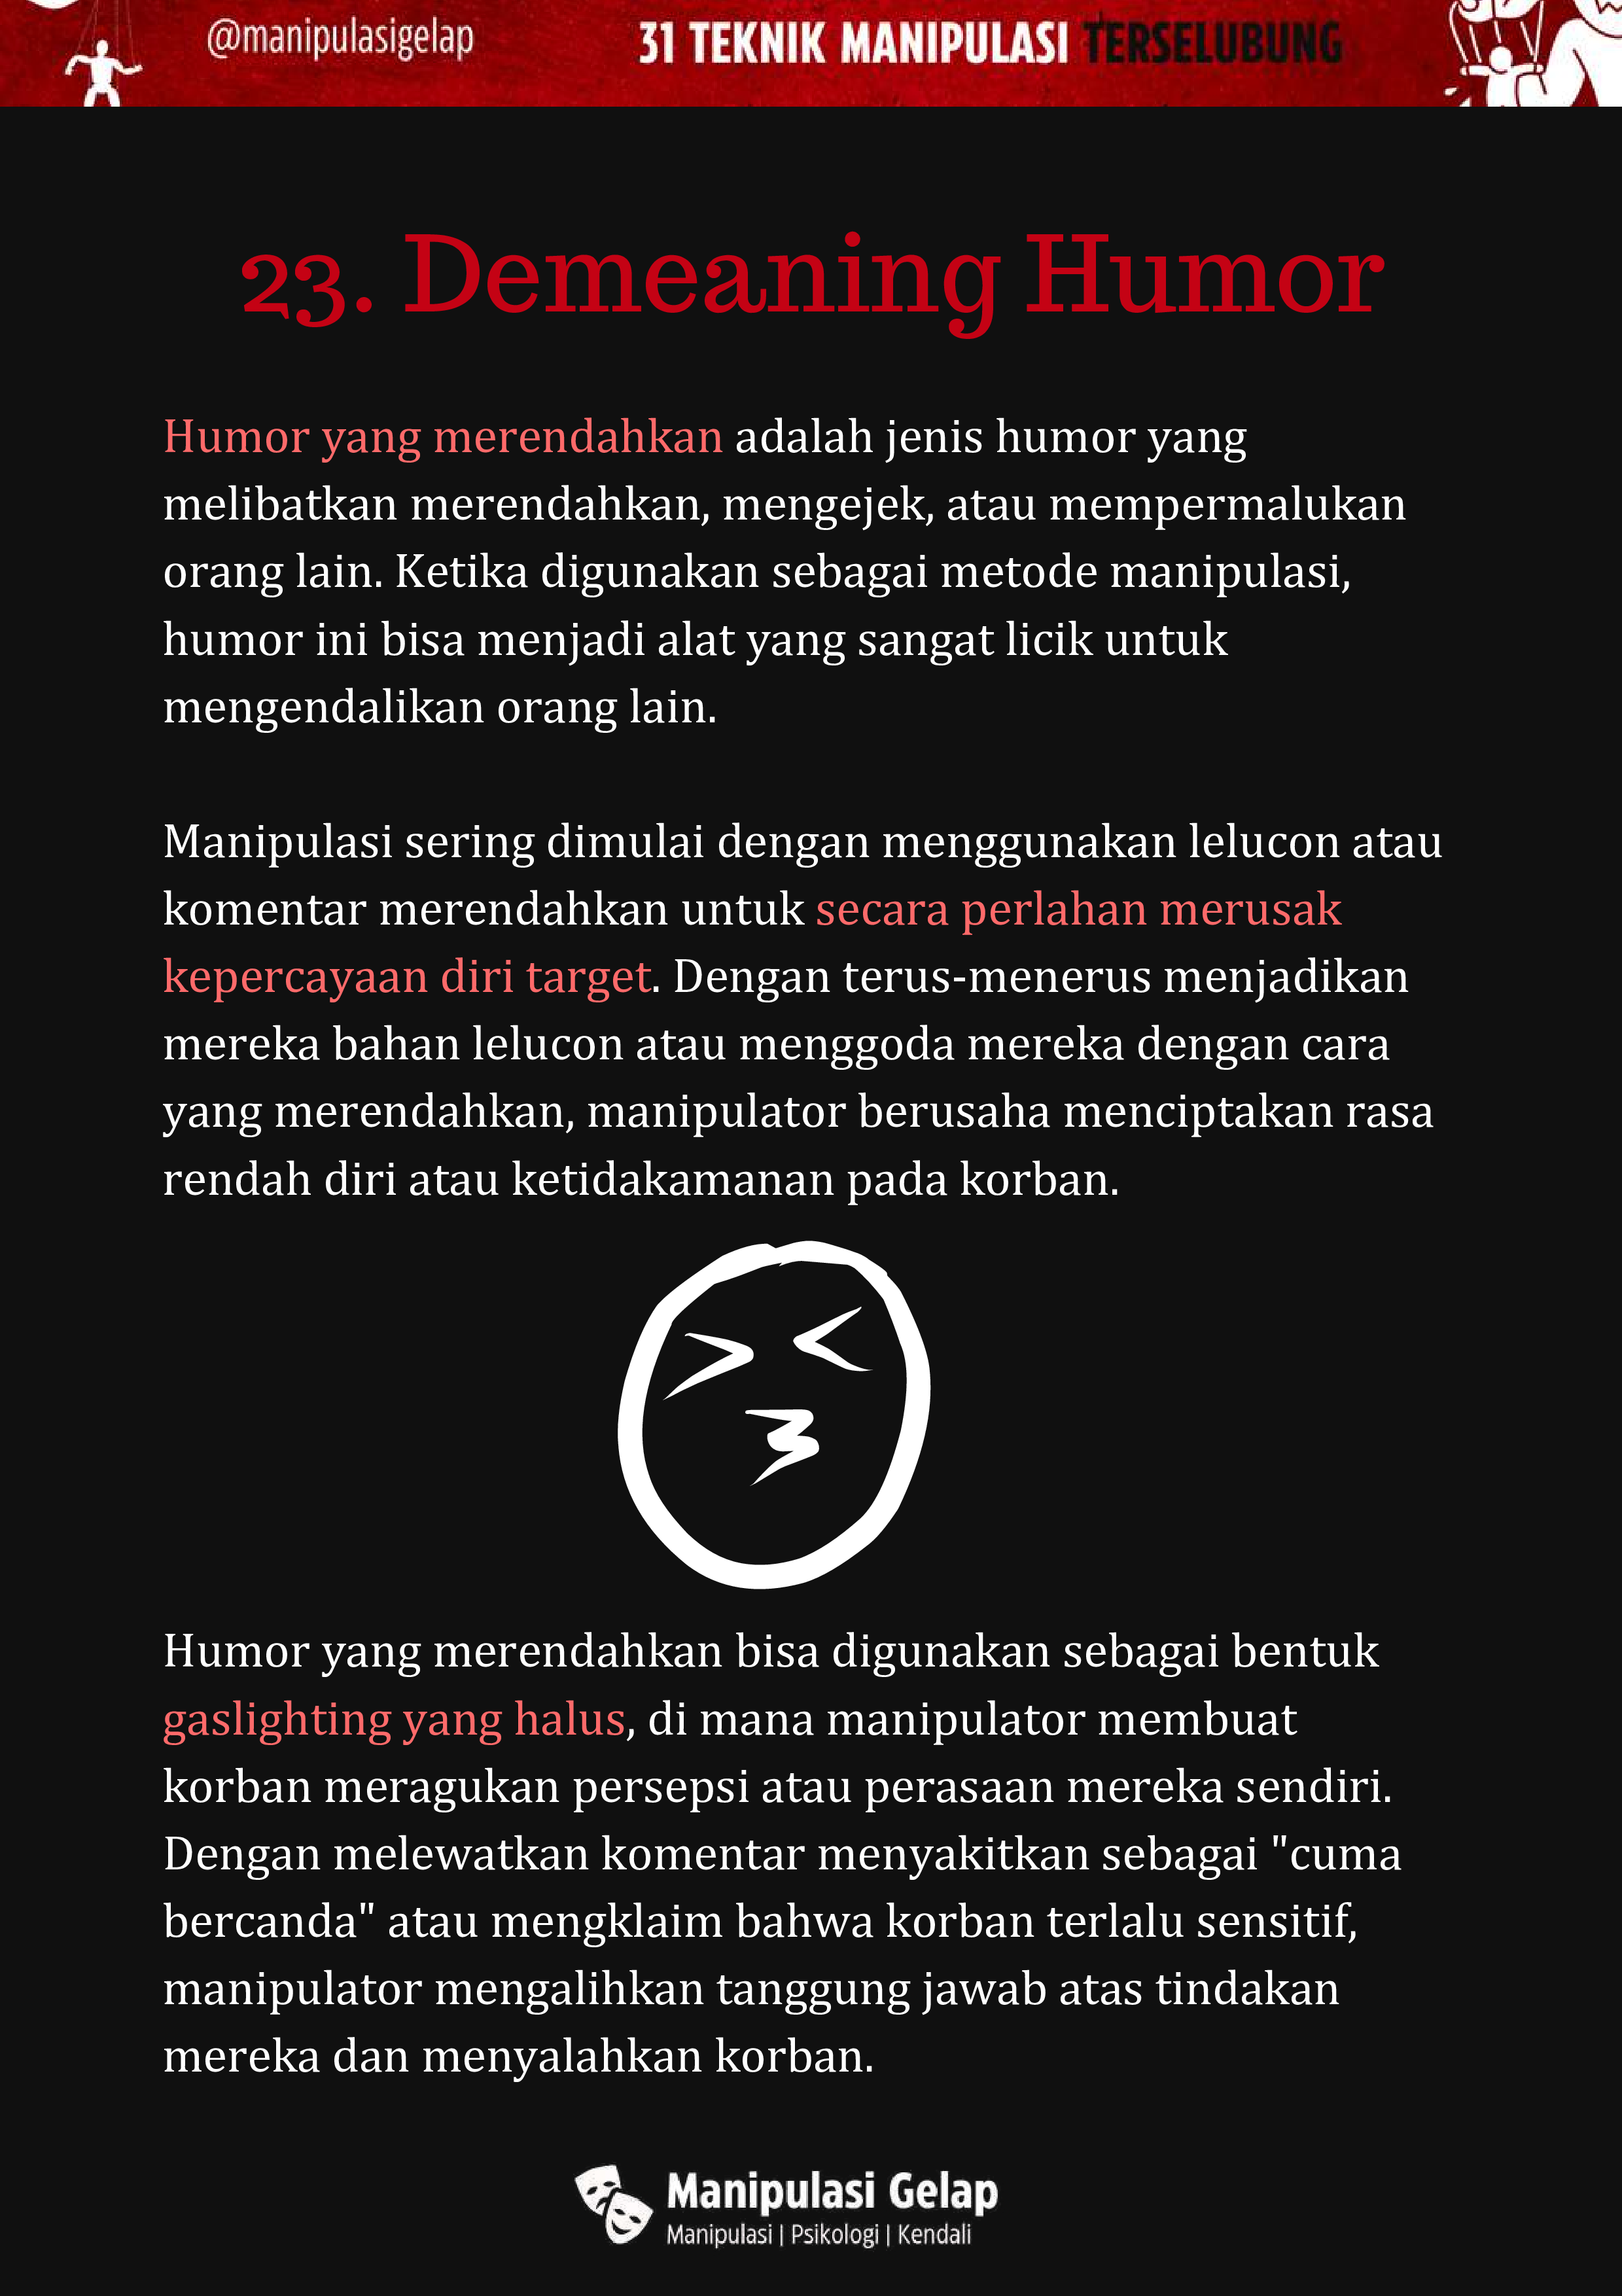 @manipulasigelap
31 TEKNIK MANIPULASI TERSELUBUNG
23. Demeaning Humor
Humor yang merendahkan adalah jenis humor yang
melibatkan merendahkan, mengejek, atau mempermalukan
orang lain. Ketika digunakan sebagai metode manipulasi,
humor ini bisa menjadi alat yang sangat licik untuk
mengendalikan orang lain.
Manipulasi sering dimulai dengan menggunakan lelucon atau
komentar merendahkan untuk secara perlahan merusak
kepercayaan diri target. Dengan terus-menerus menjadikan
mereka bahan lelucon atau menggoda mereka dengan cara
yang merendahkan, manipulator berusaha menciptakan rasa
rendah diri atau ketidakamanan pada korban.
Humor yang merendahkan bisa digunakan sebagai bentuk
gaslighting yang halus, di mana manipulator membuat
korban meragukan persepsi atau perasaan mereka sendiri.
Dengan melewatkan komentar menyakitkan sebagai "cuma
bercanda" atau mengklaim bahwa korban terlalu sensitif,
manipulator mengalihkan tanggung jawab atas tindakan
mereka dan menyalahkan korban.
Manipulasi Gelap
Manipulasi | Psikologi | Kendali